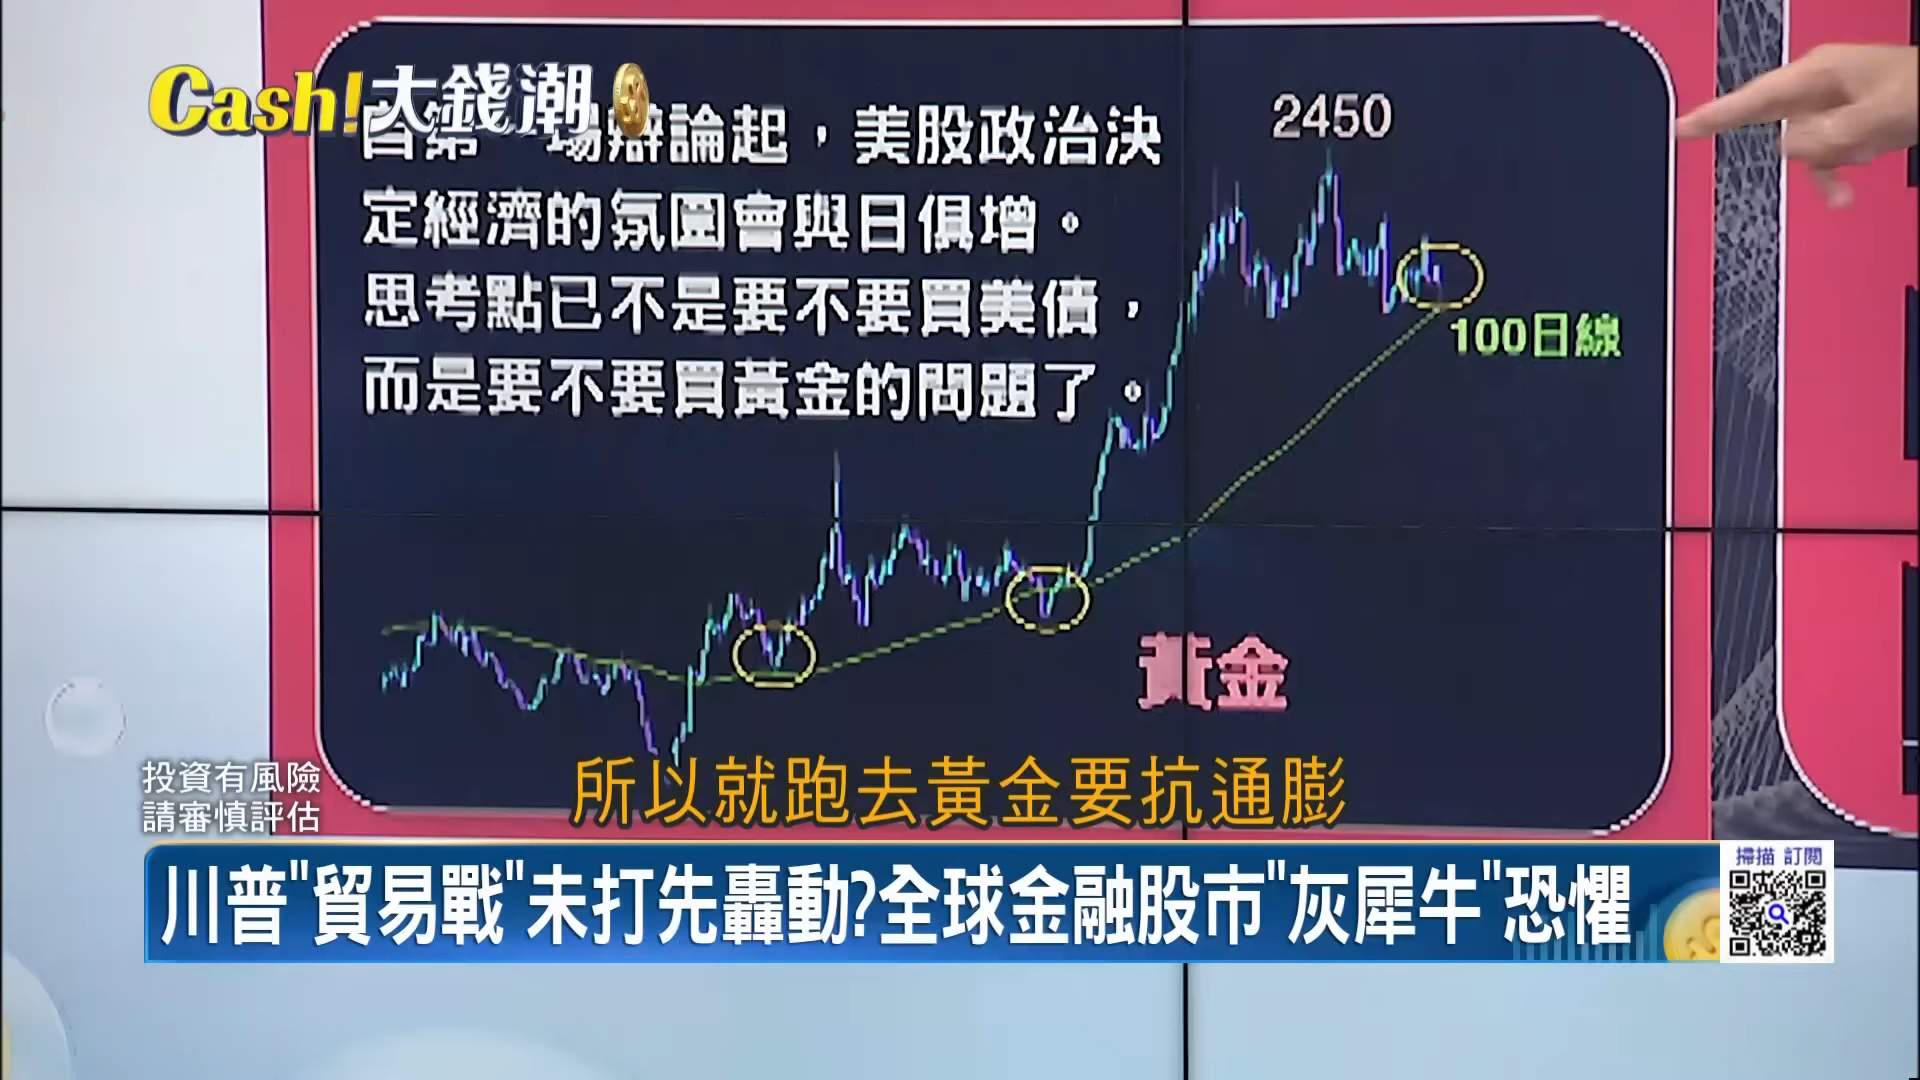 Cash!大錢潮
自第一場辯論起，美股政治決
定經濟的氛圍會與日俱增。
思考點已不是要不要買美債，
而是要不要買黃金的問題了。
2450
100日線
黃金
投資有風險
請審慎評估
所以就跑去黃金要抗通膨
川普"貿易戰"未打先轟動?全球金融股市"灰犀牛"恐懼
掃描 訂閱